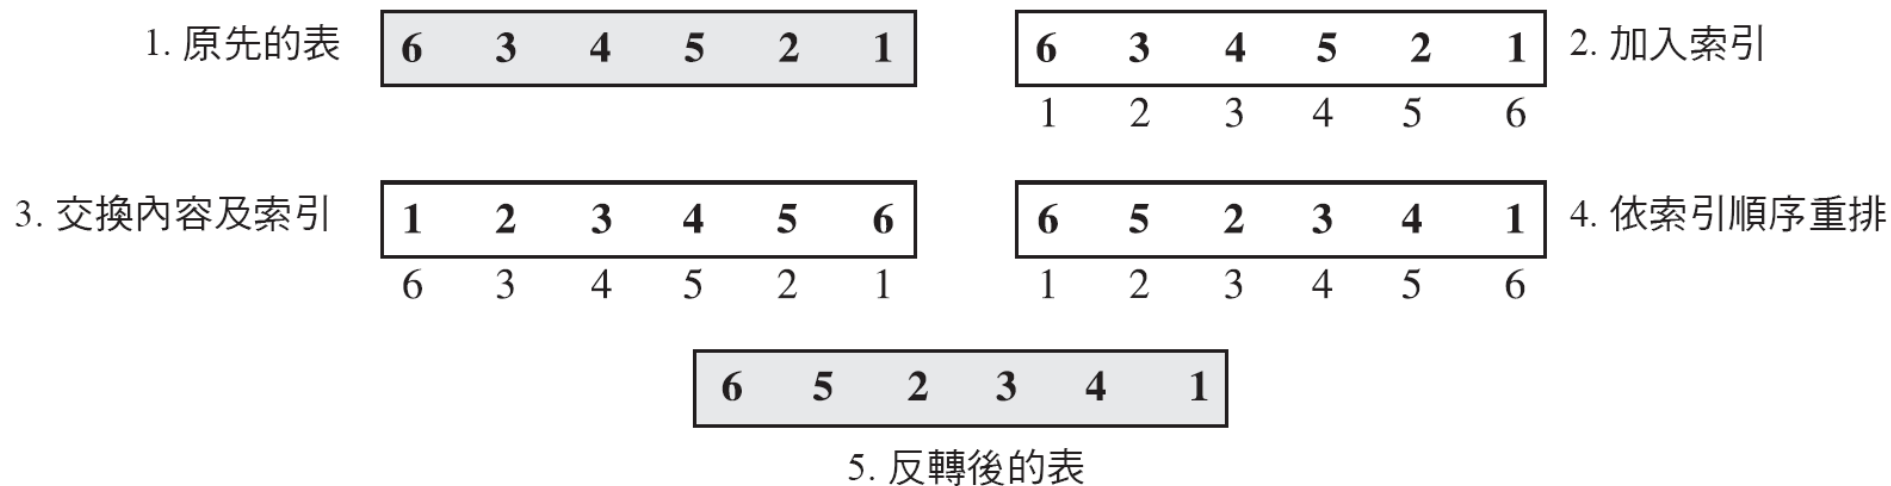 1. 原先的表 6 3 4 5 2 1
6 3 4 5 2 1 2. 加入索引
1 2 3 4 5 6
3. 交換內容及索引 1 2 3 4 5 6
6 3 4 5 2 1
6 5 2 3 4 1 4. 依索引順序重排
1 2 3 4 5 6
6 5 2 3 4 1
5. 反轉後的表